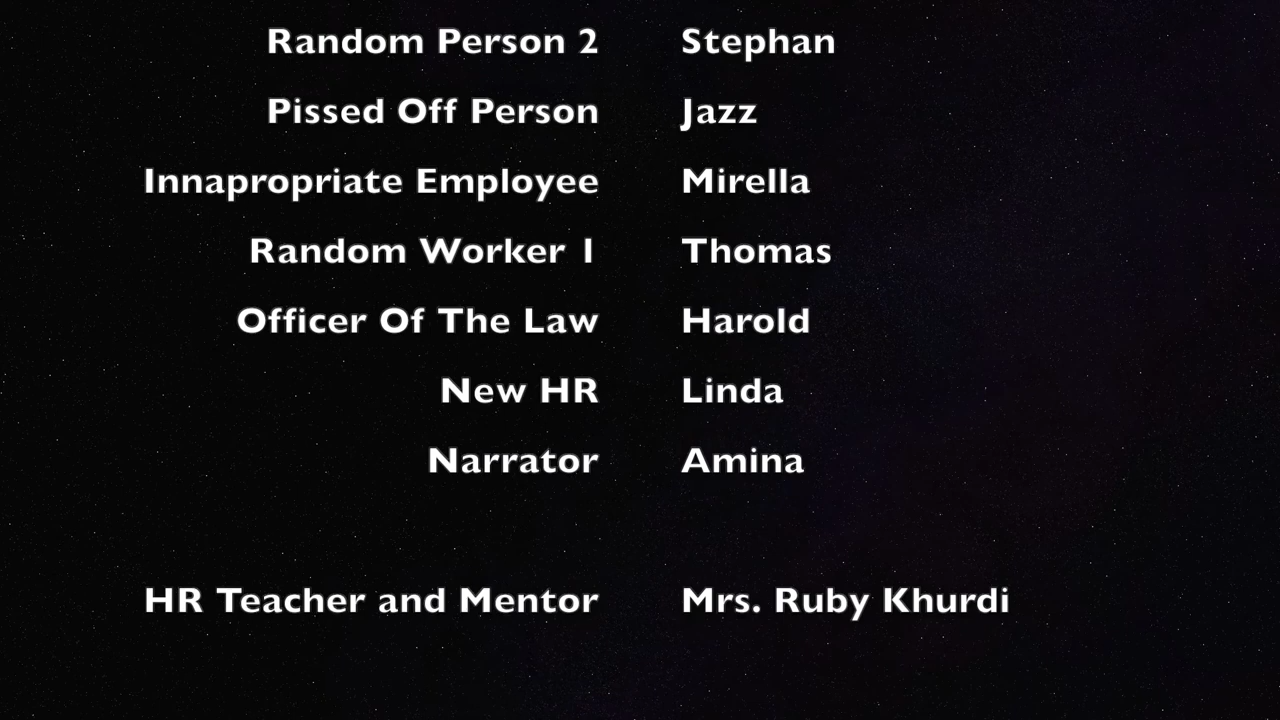 Random Person 2 Stephan
Pissed Off Person Jazz
Innapropriate Employee Mirella
Random Worker 1 Thomas
Officer Of The Law Harold
New HR Linda
Narrator Amina
HR Teacher and Mentor Mrs. Ruby Khurdi